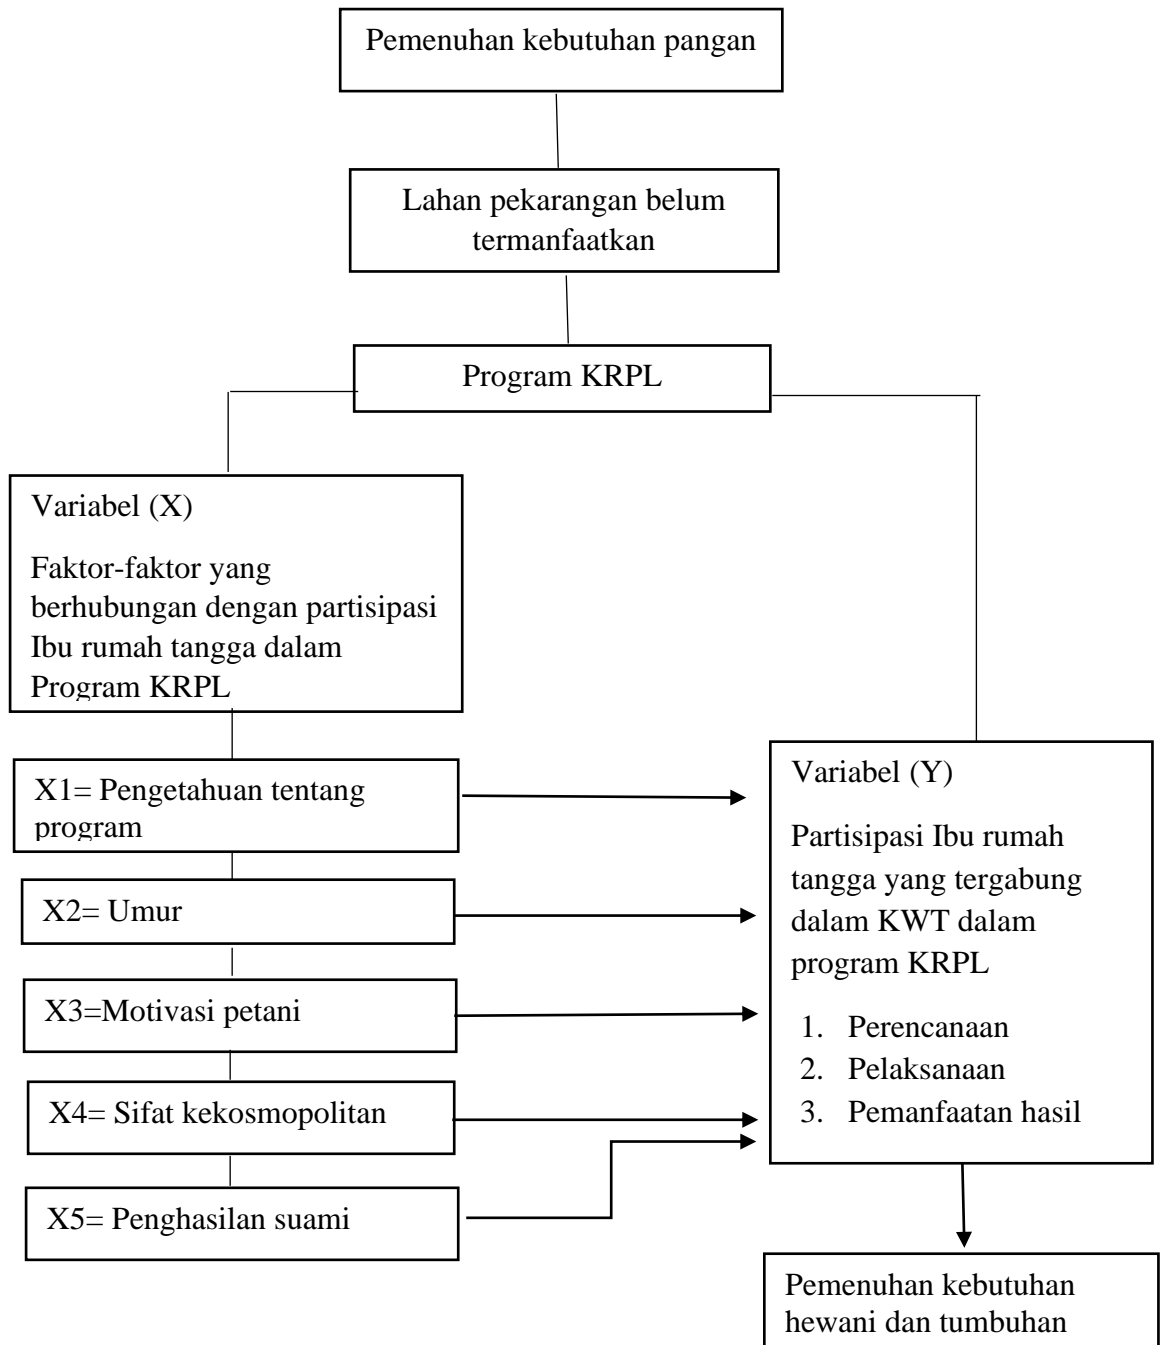 Pemenuhan kebutuhan pangan
Lahan pekarangan belum
termanfaatkan
Program KRPL
Variabel (X)
Faktor-faktor yang
berhubungan dengan partisipasi
Ibu rumah tangga dalam
Program KRPL
X1= Pengetahuan tentang
program
X2= Umur
X3=Motivasi petani
X4= Sifat kekosmopolitan
X5= Penghasilan suami
Variabel (Y)
Partisipasi Ibu rumah
tangga yang tergabung
dalam KWT dalam
program KRPL
1. Perencanaan
2. Pelaksanaan
3. Pemanfaatan hasil
Pemenuhan kebutuhan
hewani dan tumbuhan